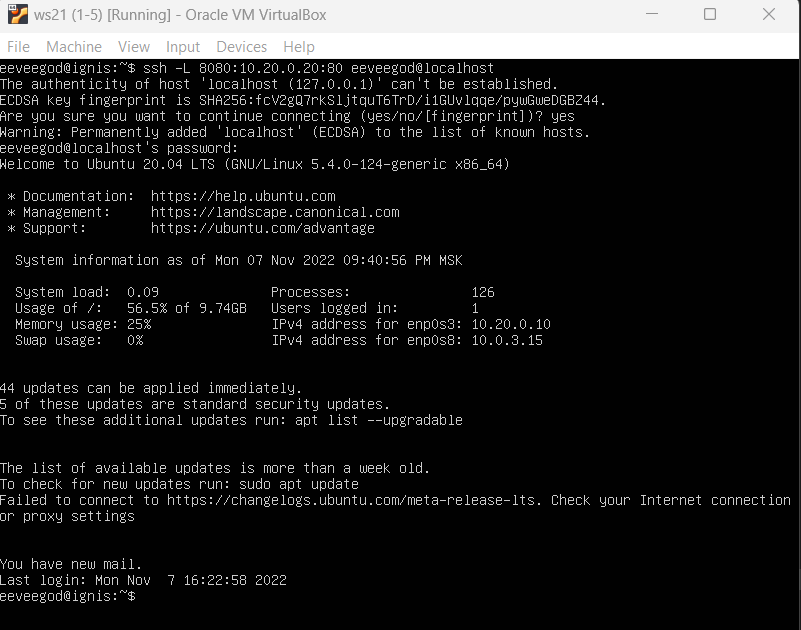 ws21 (1-5) [Running] - Oracle VM VirtualBox
File Machine View Input Devices Help
eeveegod@ignis:~$ ssh -L 8080:10.20.0.20:80 eeveegod@localhost
The authenticity of host 'localhost (127.0.0.1)' can't be established.
ECDSA key fingerprint is SHA256:fcV2gQ7rkSljtquT6TrD/i1GUvlqqe/pywGweDGBZ44.
Are you sure you want to continue connecting (yes/no/[fingerprint])? yes
Warning: Permanently added 'localhost' (ECDSA) to the list of known hosts.
eeveegod@localhost's password:
Welcome to Ubuntu 20.04 LTS (GNU/Linux 5.4.0-124-generic x86_64)
* Documentation:  https://help.ubuntu.com
* Management:     https://landscape.canonical.com
* Support:        https://ubuntu.com/advantage
System information as of Mon 07 Nov 2022 09:40:56 PM MSK
System load:  0.09               Processes:               126
Usage of /:   56.5% of 9.74GB   Users logged in:         1
Memory usage: 25%               IPv4 address for enp0s3: 10.20.0.10
Swap usage:   0%                IPv4 address for enp0s8: 10.0.3.15
44 updates can be applied immediately.
5 of these updates are standard security updates.
To see these additional updates run: apt list --upgradable
The list of available updates is more than a week old.
To check for new updates run: sudo apt update
Failed to connect to https://changelogs.ubuntu.com/meta-release-lts. Check your Internet connection
or proxy settings
You have new mail.
Last login: Mon Nov  7 16:22:58 2022
eeveegod@ignis:~$